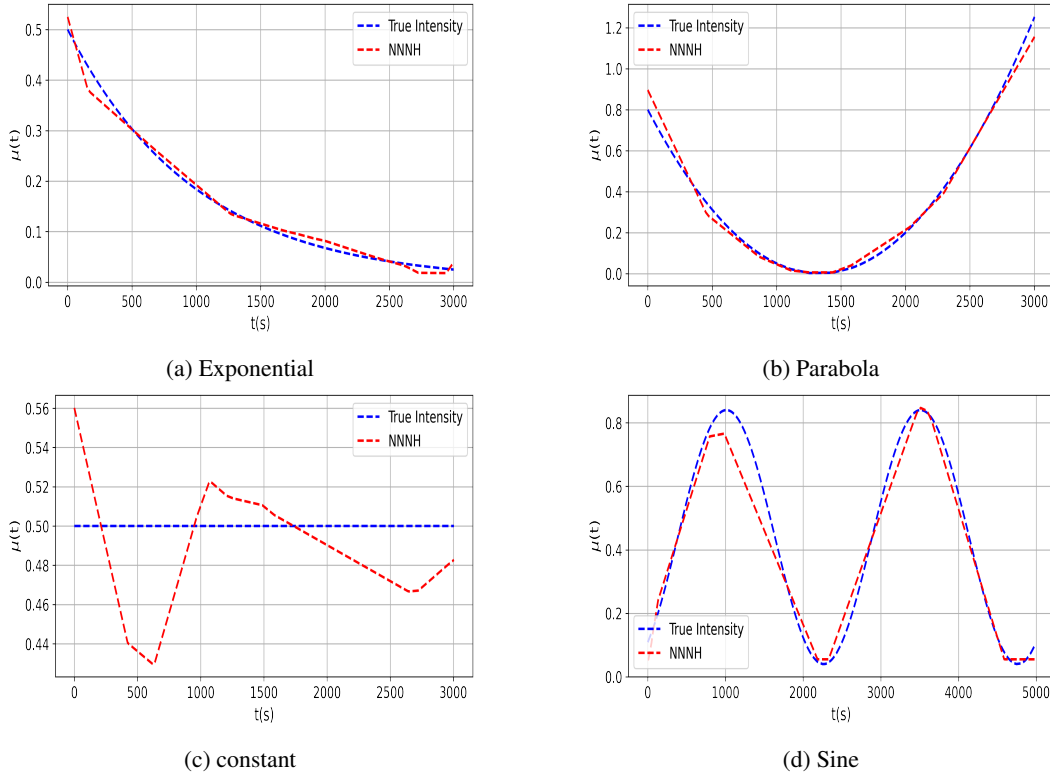 True Intensity
NNNH
0.5
0.4
0.3
0.2
0.1
0.0
μ(t)
0 500 1000 1500 2000 2500 3000
t(s)
(a) Exponential
True Intensity
NNNH
1.2
1.0
0.8
0.6
0.4
0.2
0.0
μ(t)
0 500 1000 1500 2000 2500 3000
t(s)
(b) Parabola
True Intensity
NNNH
0.56
0.54
0.52
0.50
0.48
0.46
0.44
μ(t)
0 500 1000 1500 2000 2500 3000
t(s)
(c) constant
0.8
0.6
0.4
0.2
0.0
μ(t)
True Intensity
NNNH
0 1000 2000 3000 4000 5000
t(s)
(d) Sine